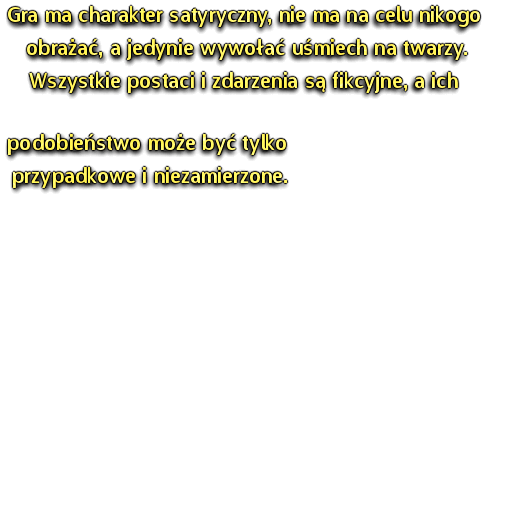 Gra ma charakter satyryczny, nie ma na celu nikogo
obrażać, a jedynie wywołać uśmiech na twarzy.
Wszystkie postaci i zdarzenia są fikcyjne, a ich
podobieństwo może być tylko
przypadkowe i niezamierzone.